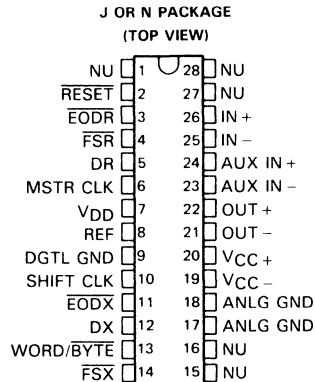 J OR N PACKAGE
(TOP VIEW)
NU 1 28 NU
RESET 2 27 NU
EODR 3 26 IN +
FSR 4 25 IN −
DR 5 24 AUX IN +
MSTR CLK 6 23 AUX IN −
VDD 7 22 OUT +
REF 8 21 OUT −
DGTL GND 9 20 VCC +
SHIFT CLK 10 19 VCC −
EODX 11 18 ANLG GND
DX 12 17 ANLG GND
WORD/BYTE 13 16 NU
FSX 14 15 NU